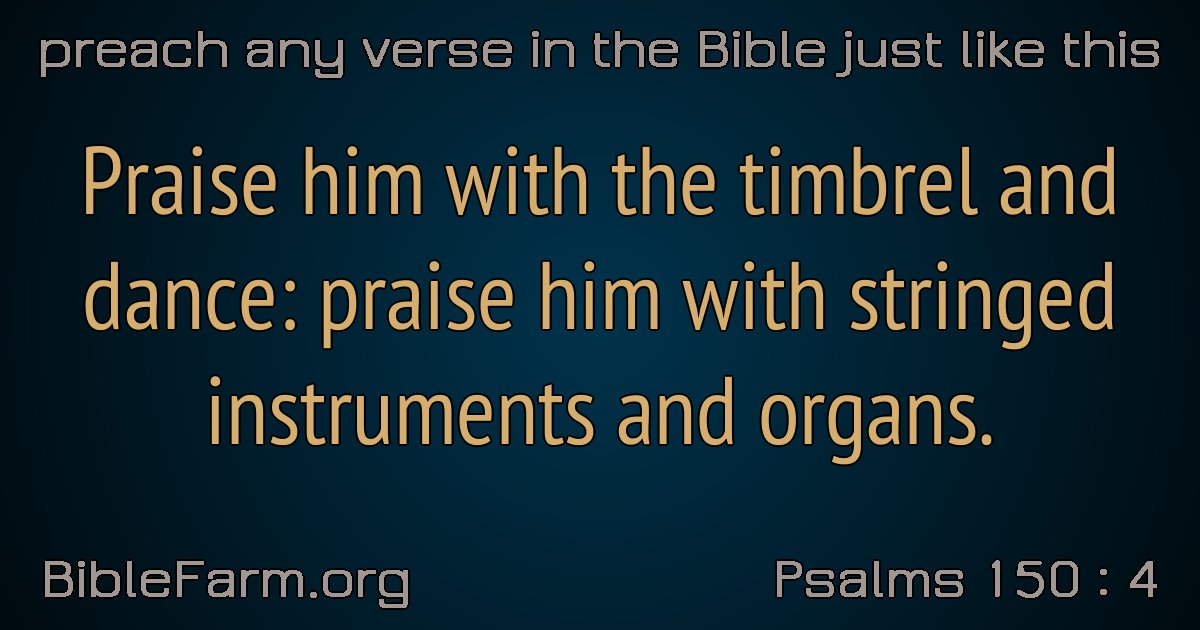 preach any verse in the Bible just like this
Praise him with the timbrel and
dance: praise him with stringed
instruments and organs.
BibleFarm.org
Psalms 150 : 4